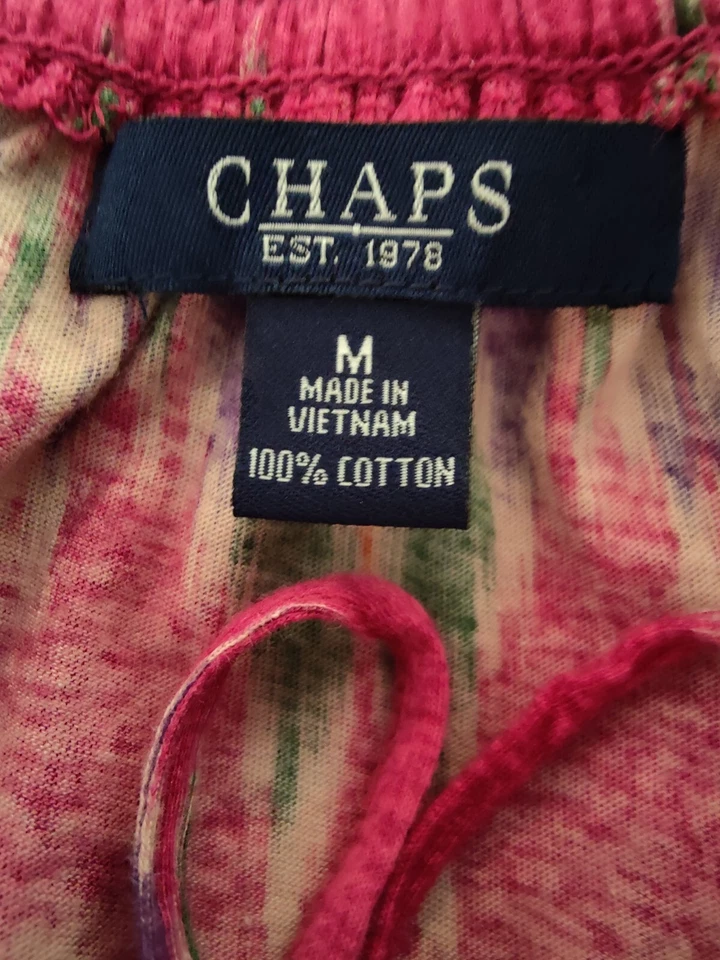 CHAPS
EST. 1978
M
MADE IN
VIETNAM
100% COTTON